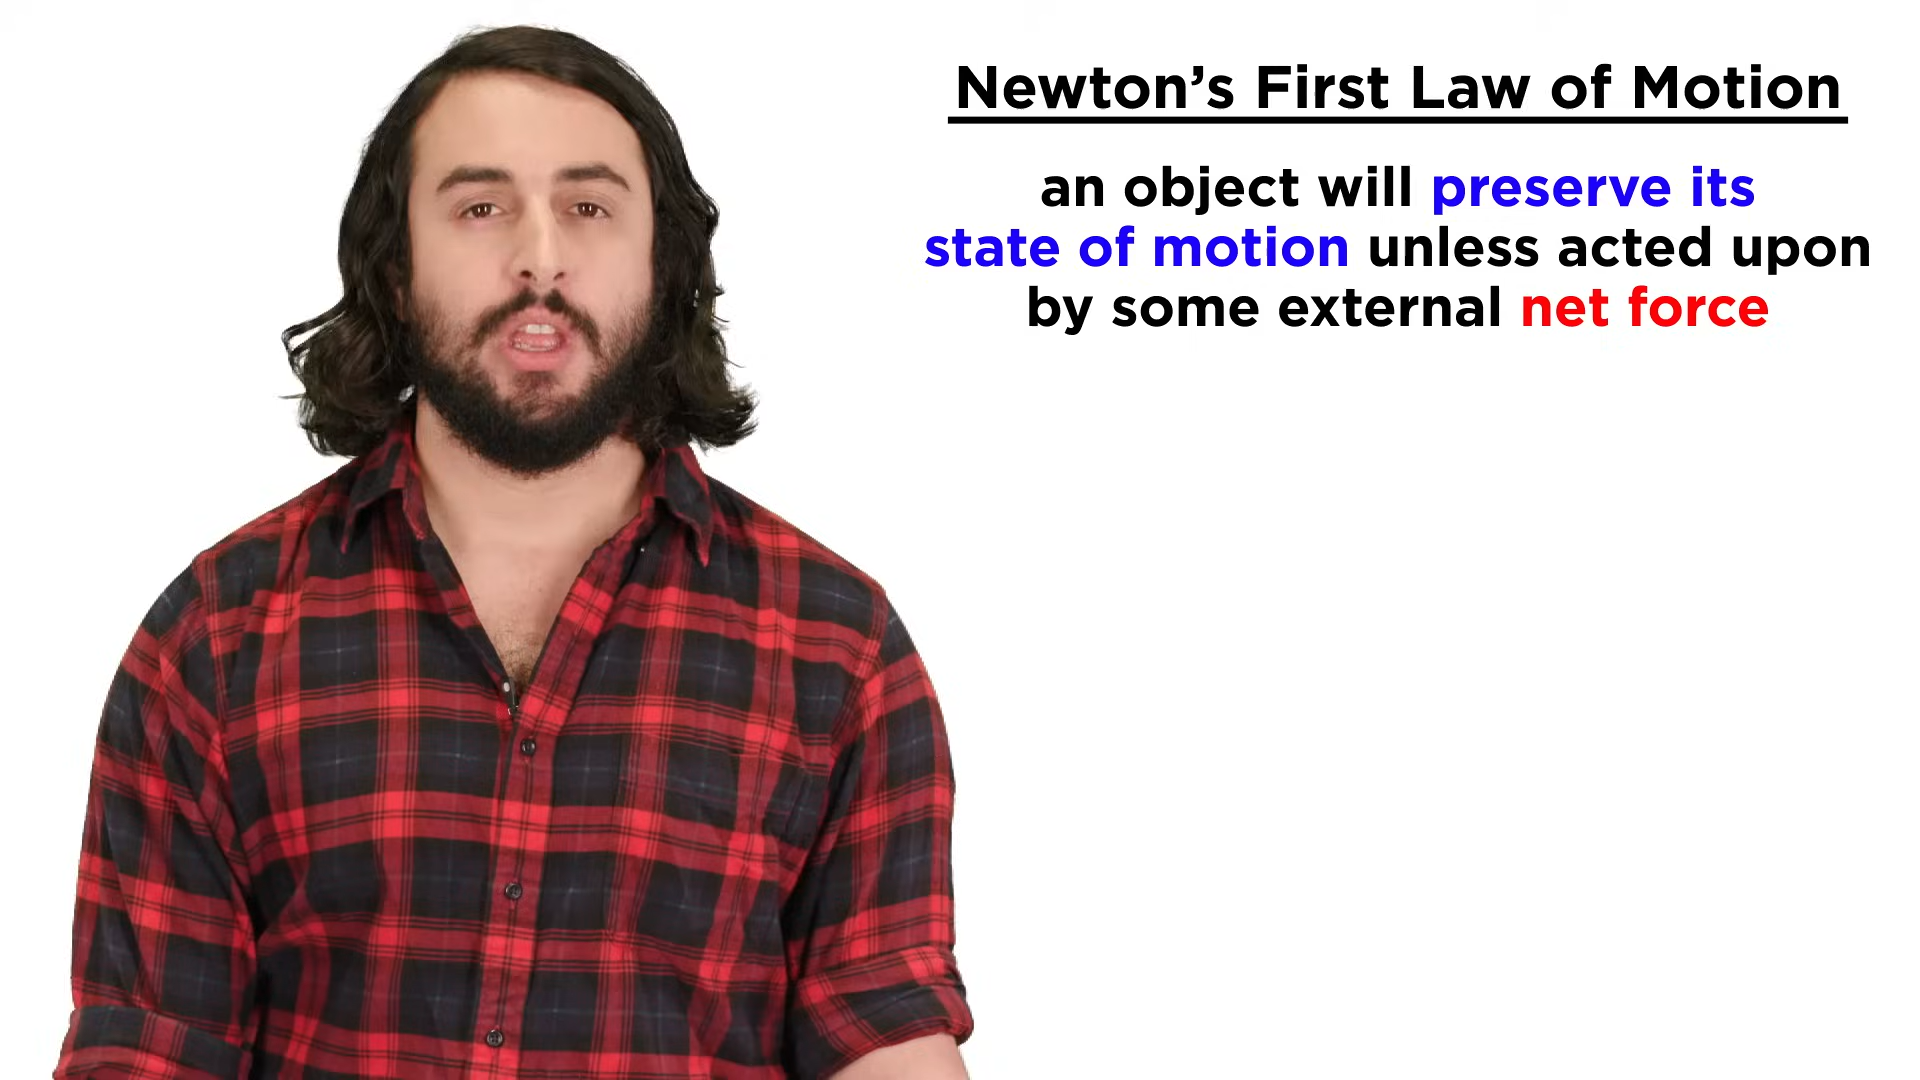 Newton’s First Law of Motion
an object will preserve its
state of motion unless acted upon
by some external net force